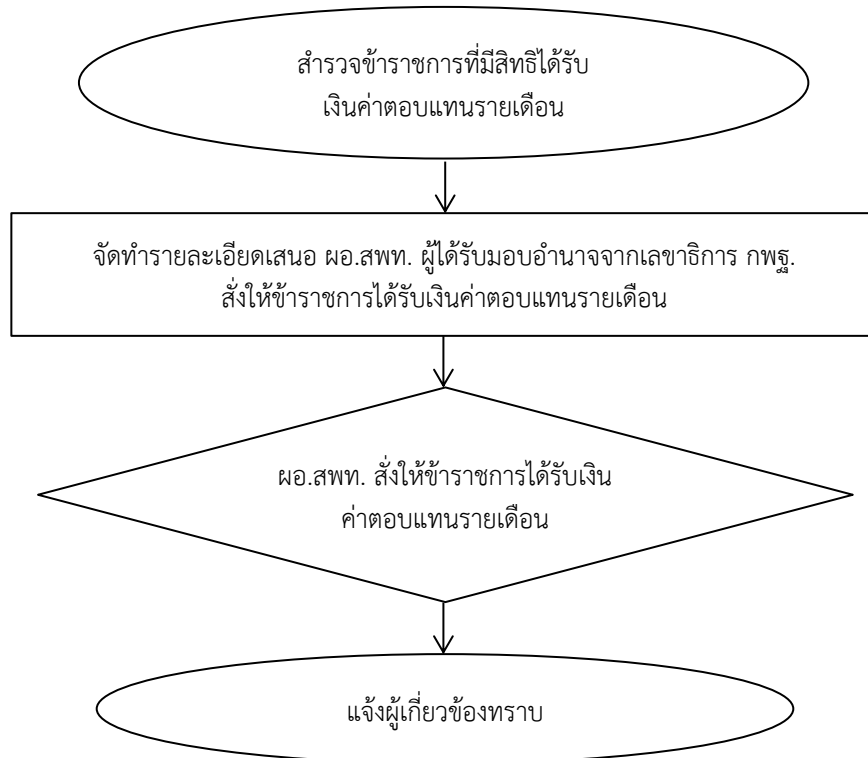 สำรวจข้าราชการที่มีสิทธิได้รับ
เงินค่าตอบแทนรายเดือน
จัดทำรายละเอียดเสนอ ผอ.สพท. ผู้ได้รับมอบอำนาจจากเลขาธิการ กพฐ.
สั่งให้ข้าราชการได้รับเงินค่าตอบแทนรายเดือน
ผอ.สพท. สั่งให้ข้าราชการได้รับเงิน
ค่าตอบแทนรายเดือน
แจ้งผู้เกี่ยวข้องทราบ